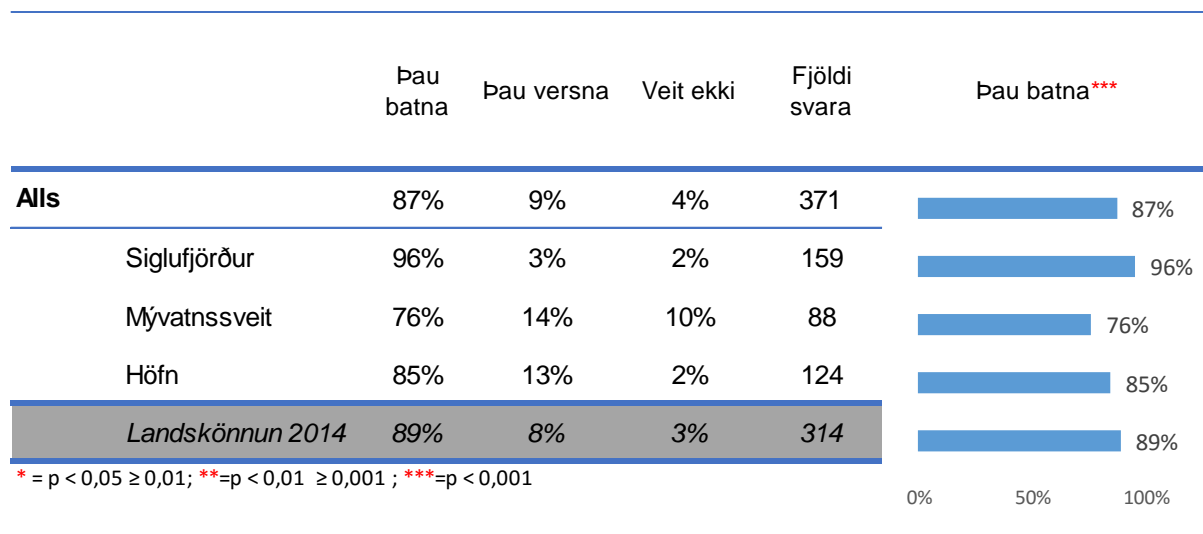 Þau batna Þau versna Veit ekki Fjöldi svara Þau batna***
Alls 87% 9% 4% 371 87%
Siglufjörður 96% 3% 2% 159 96%
Mývatnssveit 76% 14% 10% 88 76%
Höfn 85% 13% 2% 124 85%
Landskönnun 2014 89% 8% 3% 314 89%
* = p < 0,05 ≥ 0,01; **=p < 0,01 ≥ 0,001 ; ***=p < 0,001
0% 50% 100%